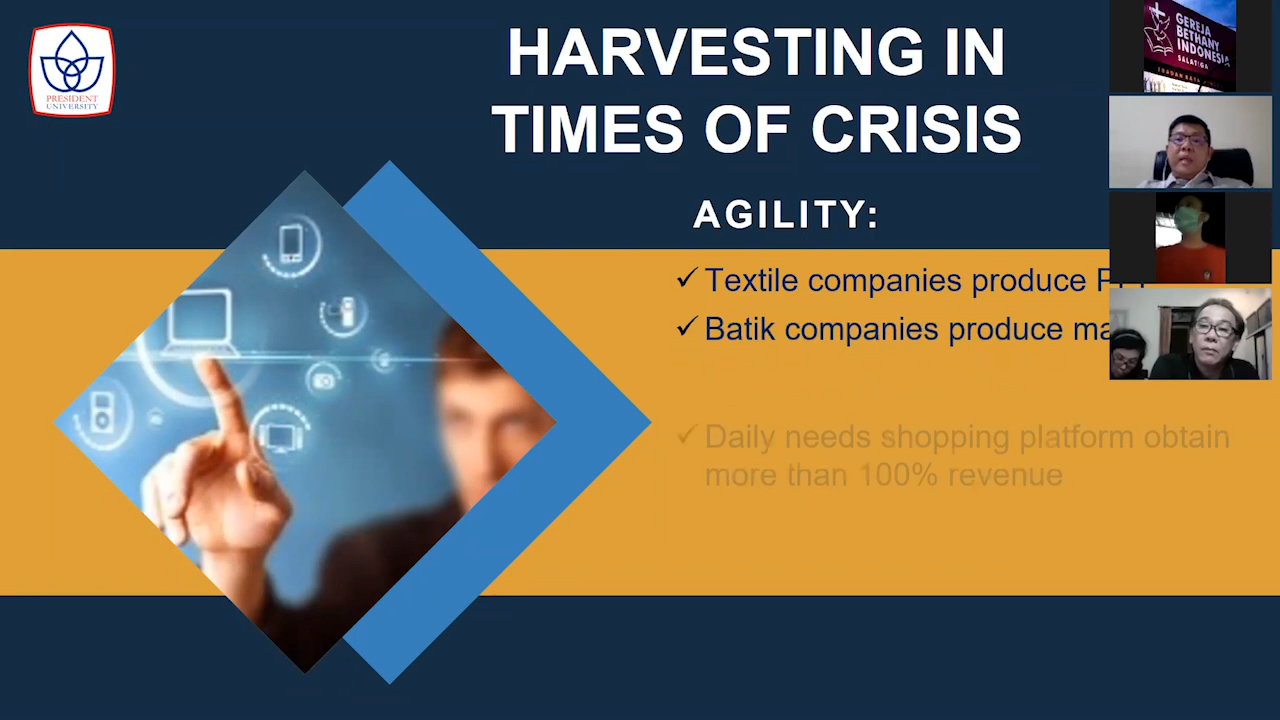 HARVESTING IN
TIMES OF CRISIS
AGILITY:
Textile companies produce
Batik companies produce
Daily needs shopping platform obtain
more than 100% revenue
PRESIDENT
UNIVERSITY
GEREJA
BETHANY
INDONESIA
SALATIGA